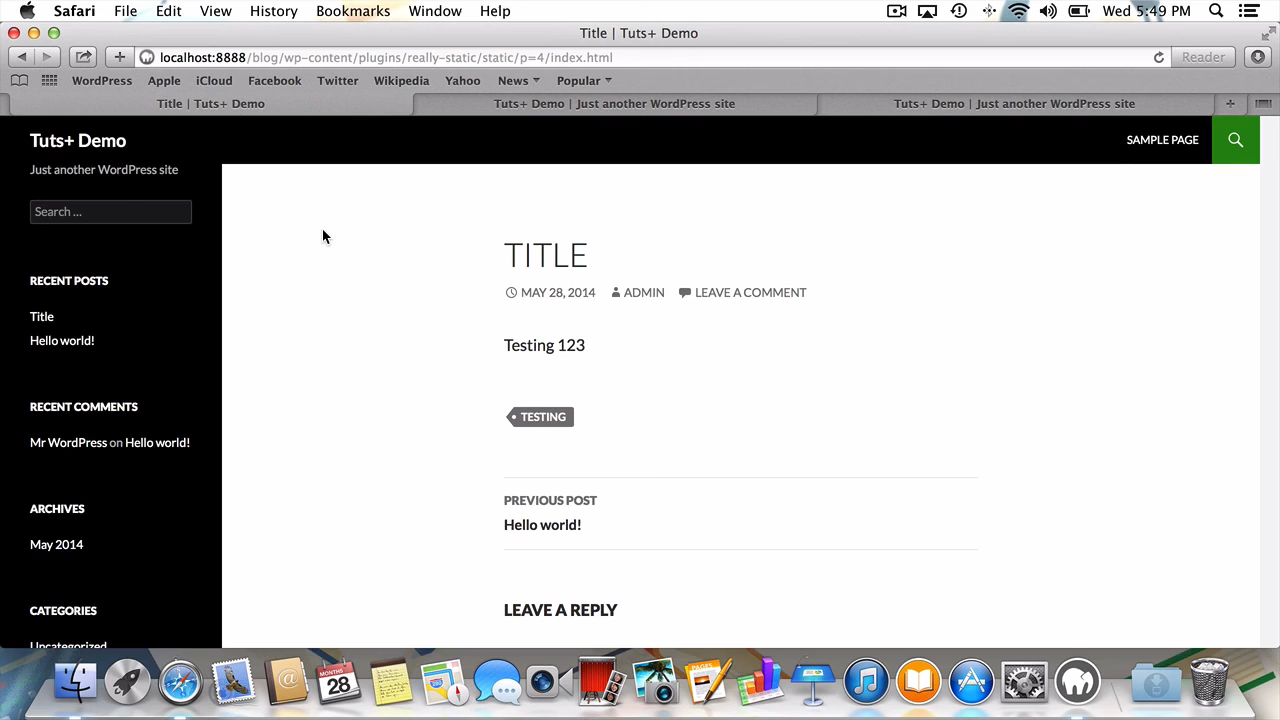 Safari File Edit View History Bookmarks Window Help Wed 5:49 PM
Title | Tuts+ Demo
localhost:8888/blog/wp-content/plugins/really-static/static/p=4/index.html Reader
WordPress Apple iCloud Facebook Twitter Wikipedia Yahoo News Popular
Title | Tuts+ Demo Tuts+ Demo | Just another WordPress site Tuts+ Demo | Just another WordPress site
Tuts+ Demo
SAMPLE PAGE
Just another WordPress site
Search ...
RECENT POSTS
Title
Hello world!
RECENT COMMENTS
Mr WordPress on Hello world!
ARCHIVES
May 2014
CATEGORIES
Uncategorized
TITLE
MAY 28, 2014 ADMIN LEAVE A COMMENT
Testing 123
TESTING
PREVIOUS POST
Hello world!
LEAVE A REPLY
MONTHS
28
PAGES